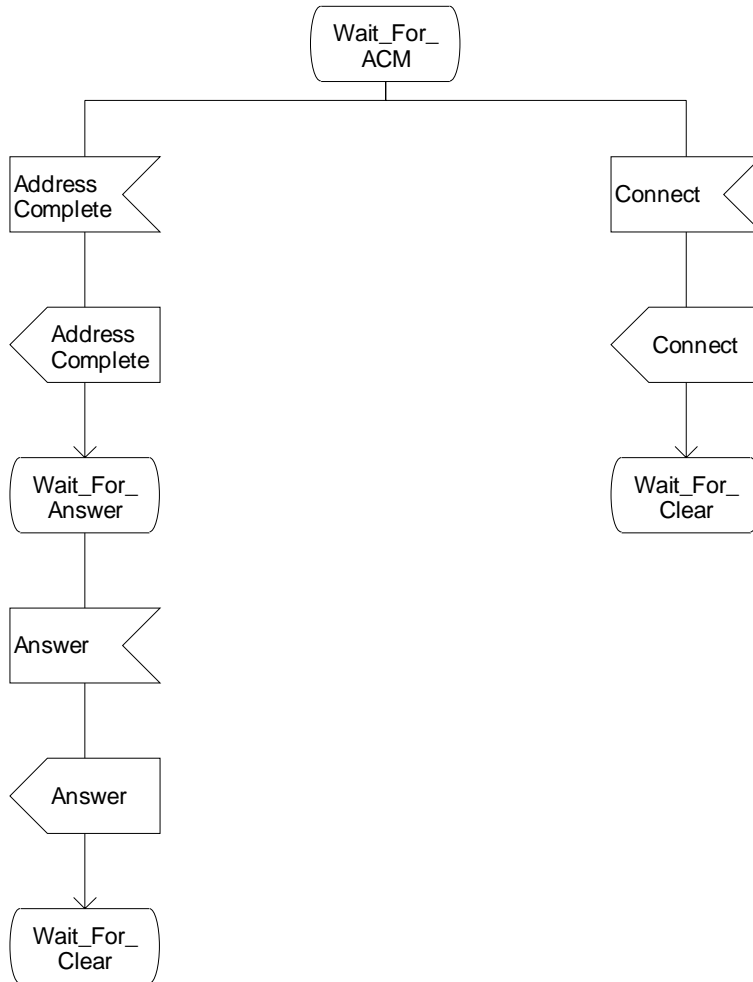 Wait_For_
ACM
Address
Complete
Connect
Address
Complete
Connect
Wait_For_
Answer
Wait_For_
Clear
Answer
Answer
Wait_For_
Clear